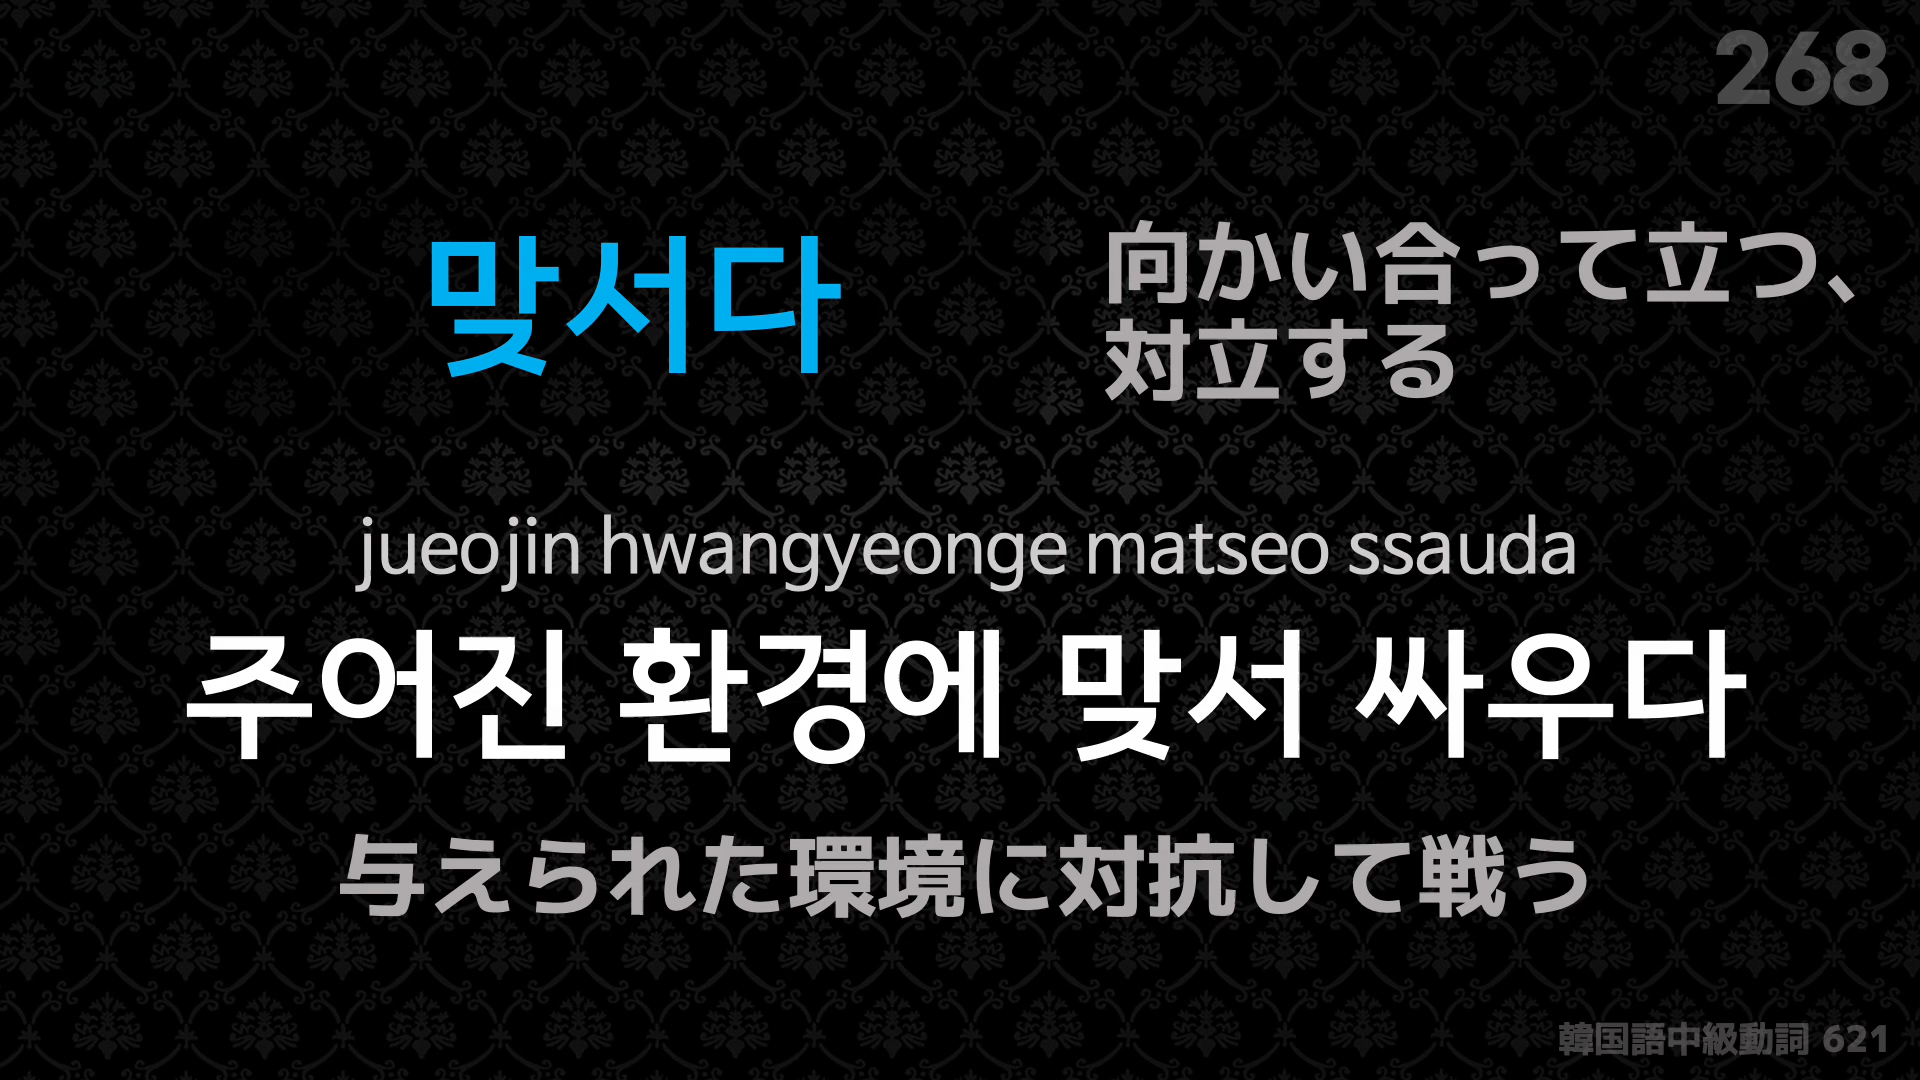 268
맞서다
向かい合って立つ、
対立する
jueojin hwangyeonge matseo ssauda
주어진 환경에 맞서 싸우다
与えられた環境に対抗して戦う
韓国語中級動詞 621